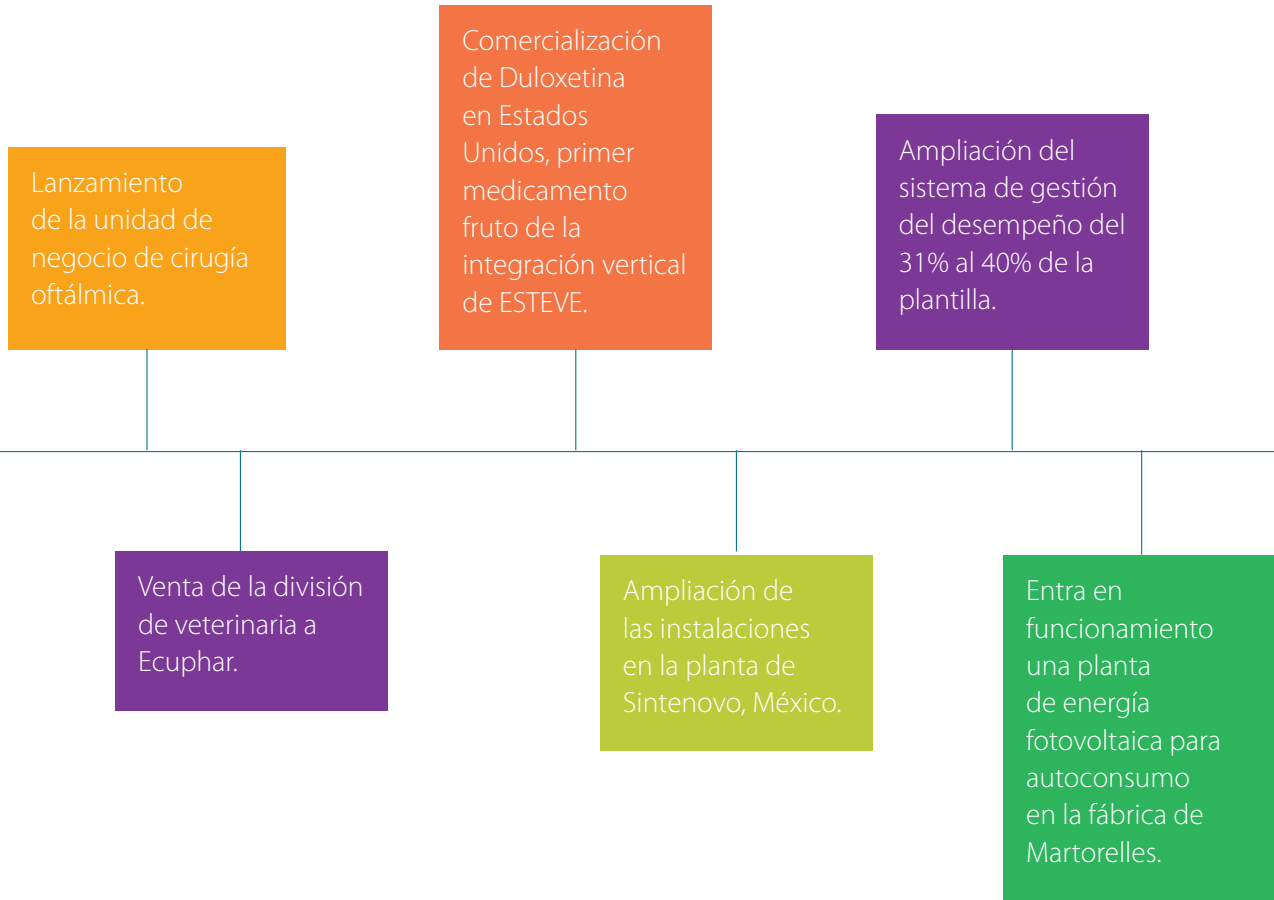 Lanzamiento
de la unidad de
negocio de cirugía
oftálmica.
Venta de la división
de veterinaria a
Ecuphar.
Comercialización
de Duloxetina
en Estados
Unidos, primer
medicamento
fruto de la
integración vertical
de ESTEVE.
Ampliación de
las instalaciones
en la planta de
Sintenovo, México.
Ampliación del
sistema de gestión
del desempeño del
31% al 40% de la
plantilla.
Entra en
funcionamiento
una planta
de energía
fotovoltaica para
autoconsumo
en la fábrica de
Martorelles.